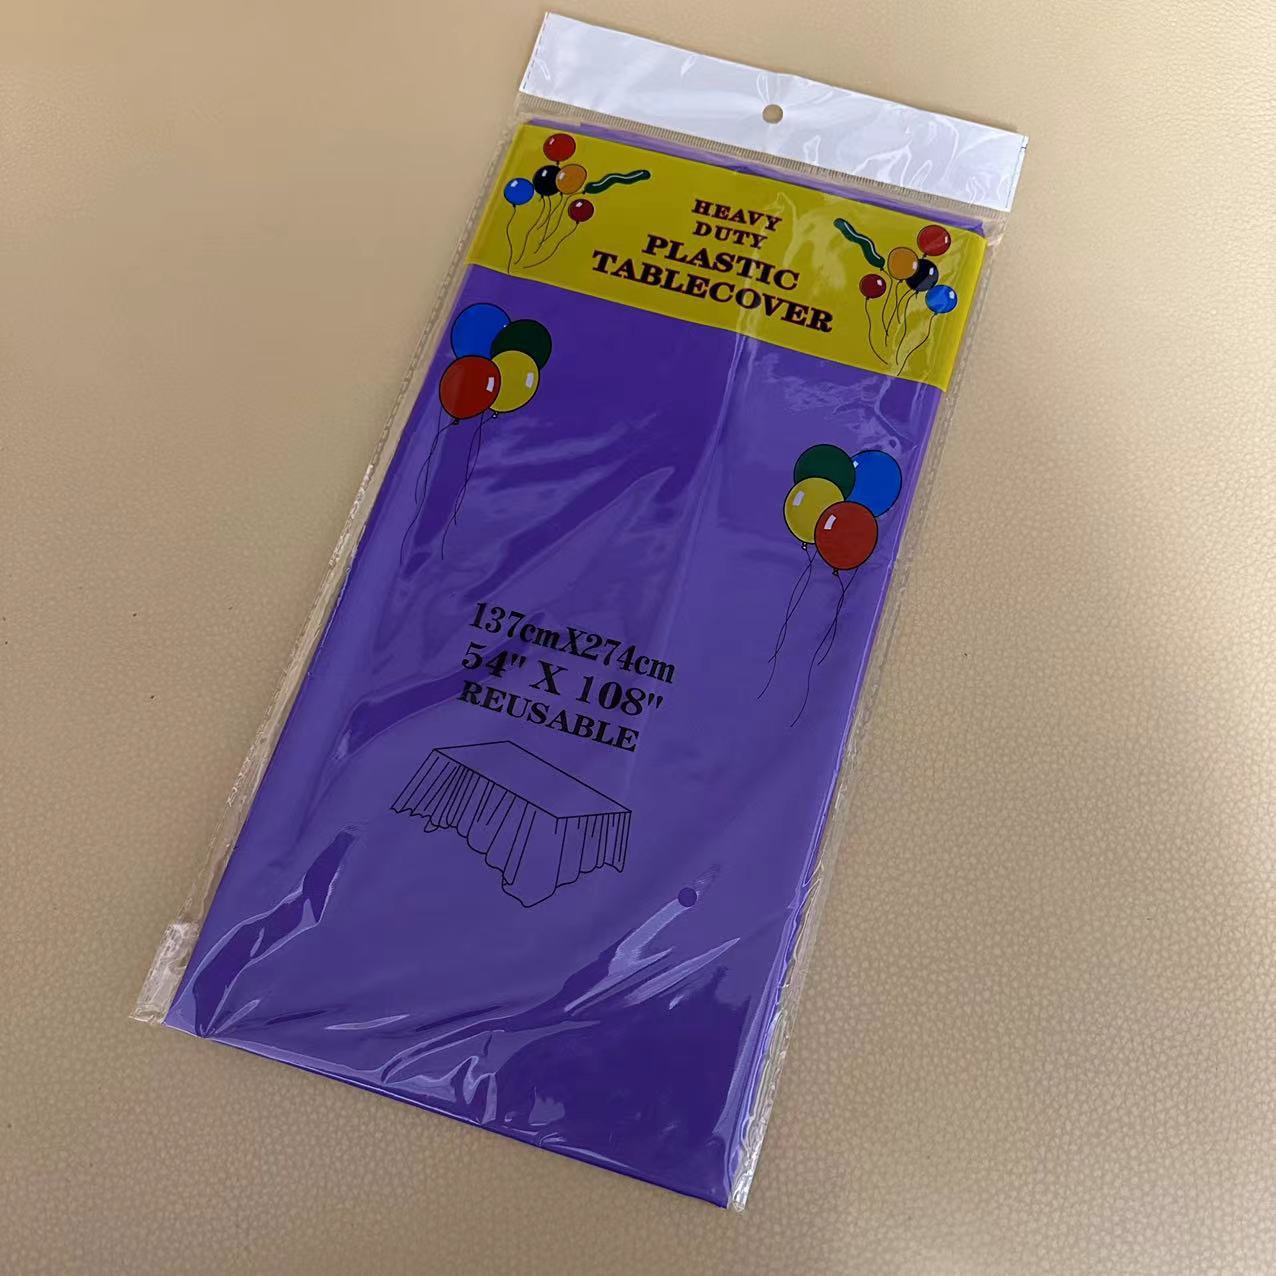 HEAVY
DUTY
PLASTIC
TABLECOVER
137cmX274cm
54" X 108"
REUSABLE